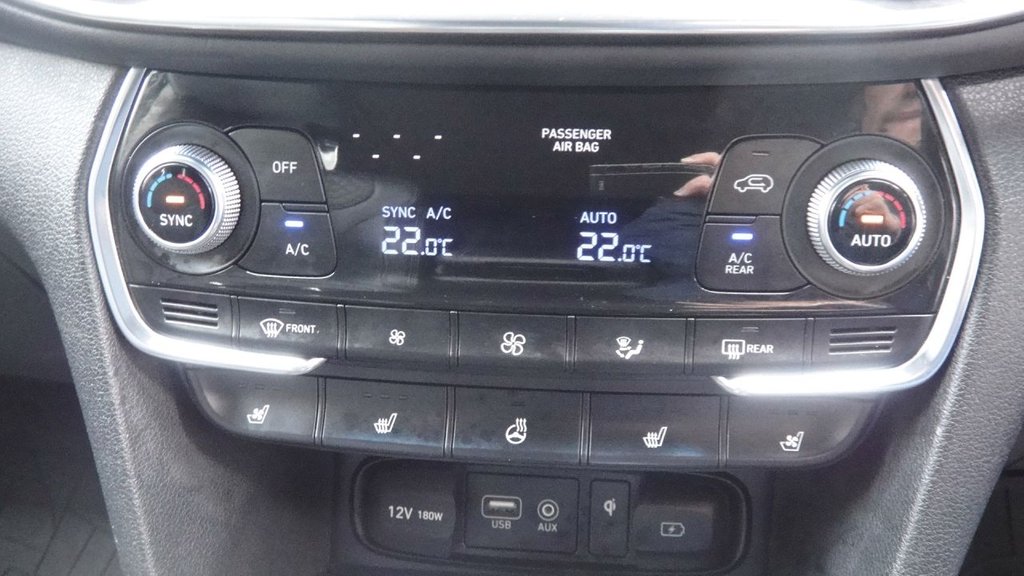 PASSENGER
AIR BAG
OFF
SYNC
A/C
SYNC A/C
22.0°C
AUTO
22.0°C
A/C
REAR
AUTO
FRONT
REAR
12V 180W
USB
AUX